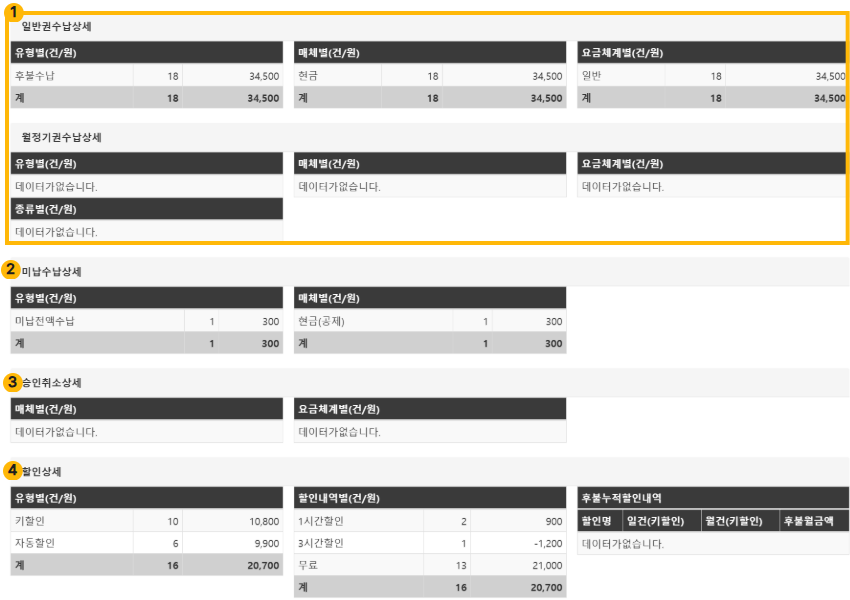 1
일반권수납상세
유형별(건/원) 매체별(건/원) 요금체계별(건/원)
후불수납 18 34,500 현금 18 34,500 일반 18 34,500
계 18 34,500 계 18 34,500 계 18 34,500
월정기권수납상세
유형별(건/원) 매체별(건/원) 요금체계별(건/원)
데이터가없습니다. 데이터가없습니다. 데이터가없습니다.
종류별(건/원)
데이터가없습니다.
2 미납수납상세
유형별(건/원) 매체별(건/원)
미납전액수납 1 300 현금(공제) 1 300
계 1 300 계 1 300
3 승인취소상세
매체별(건/원) 요금체계별(건/원)
데이터가없습니다. 데이터가없습니다.
4 할인상세
유형별(건/원) 할인내역별(건/원) 후불누적할인내역
키할인 10 10,800 1시간할인 2 900 할인명 일건(키할인) 월건(키할인) 후불월금액
자동할인 6 9,900 3시간할인 1 -1,200 데이터가없습니다.
계 16 20,700 무료 13 21,000
계 16 20,700